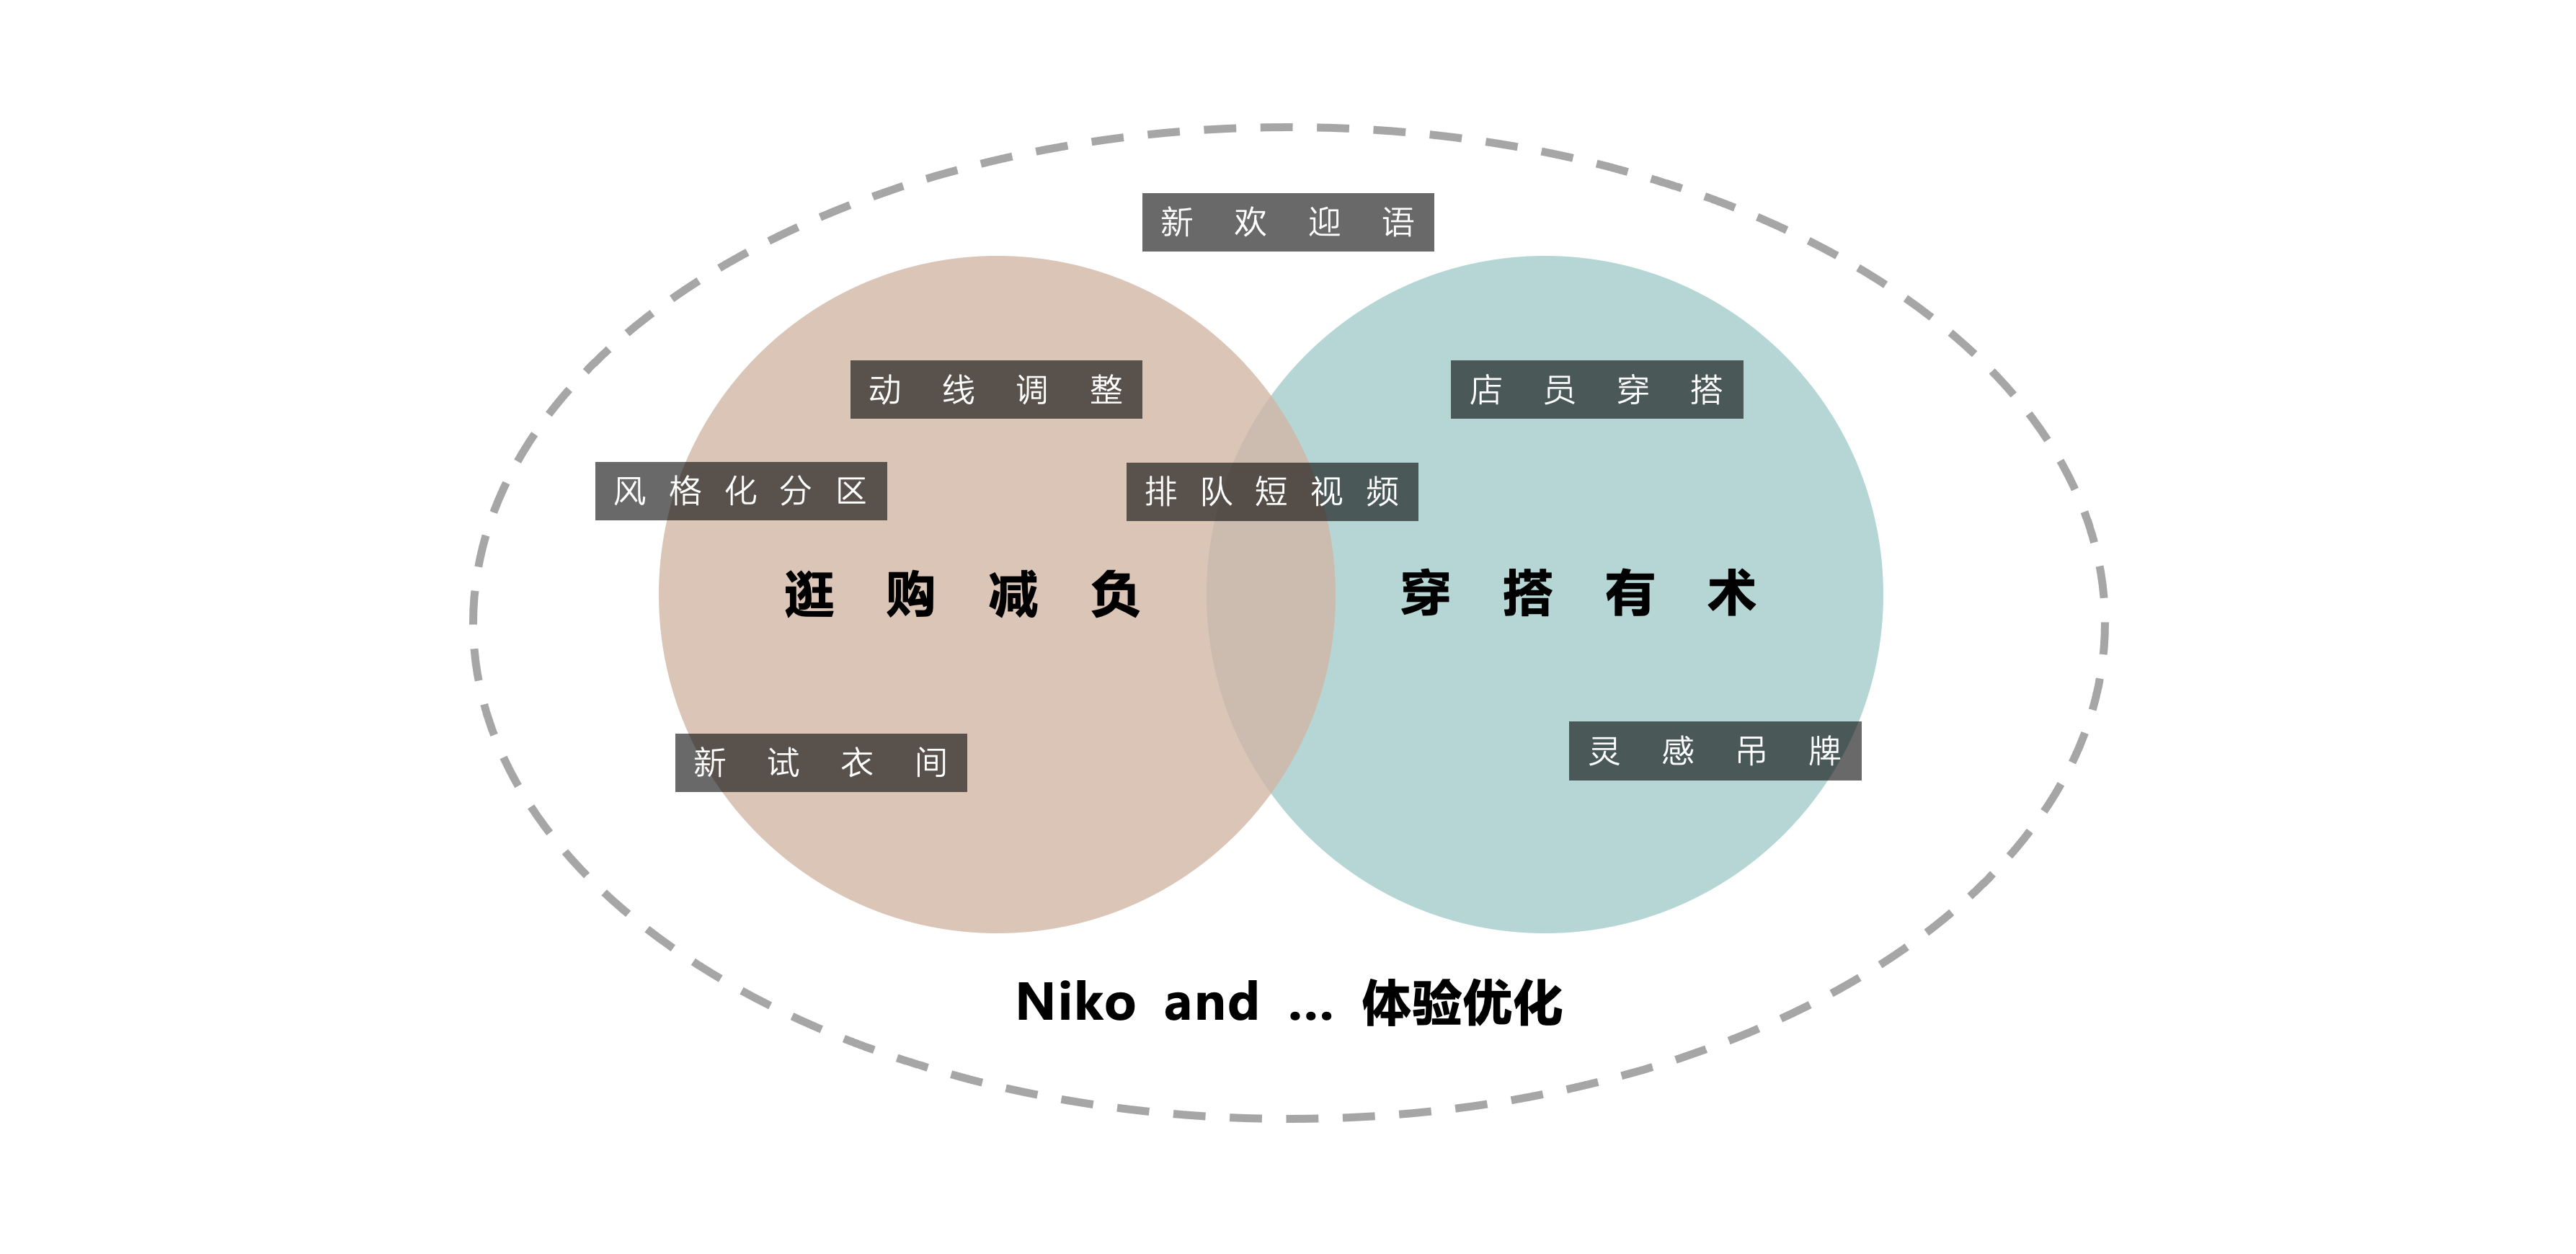 新欢迎语
动线调整
店员穿搭
风格化分区
排队短视频
逛购减负
穿搭有术
新试衣间
灵感吊牌
Niko and ... 体验优化